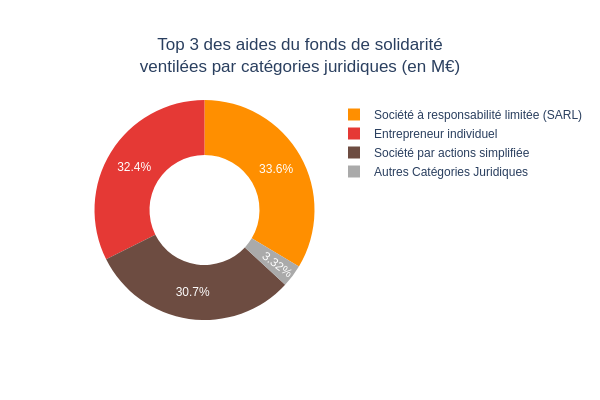 Top 3 des aides du fonds de solidarité
ventilées par catégories juridiques (en M€)
Société à responsabilité limitée (SARL)
Entrepreneur individuel
Société par actions simplifiée
Autres Catégories Juridiques
32.4%
33.6%
3.32%
30.7%